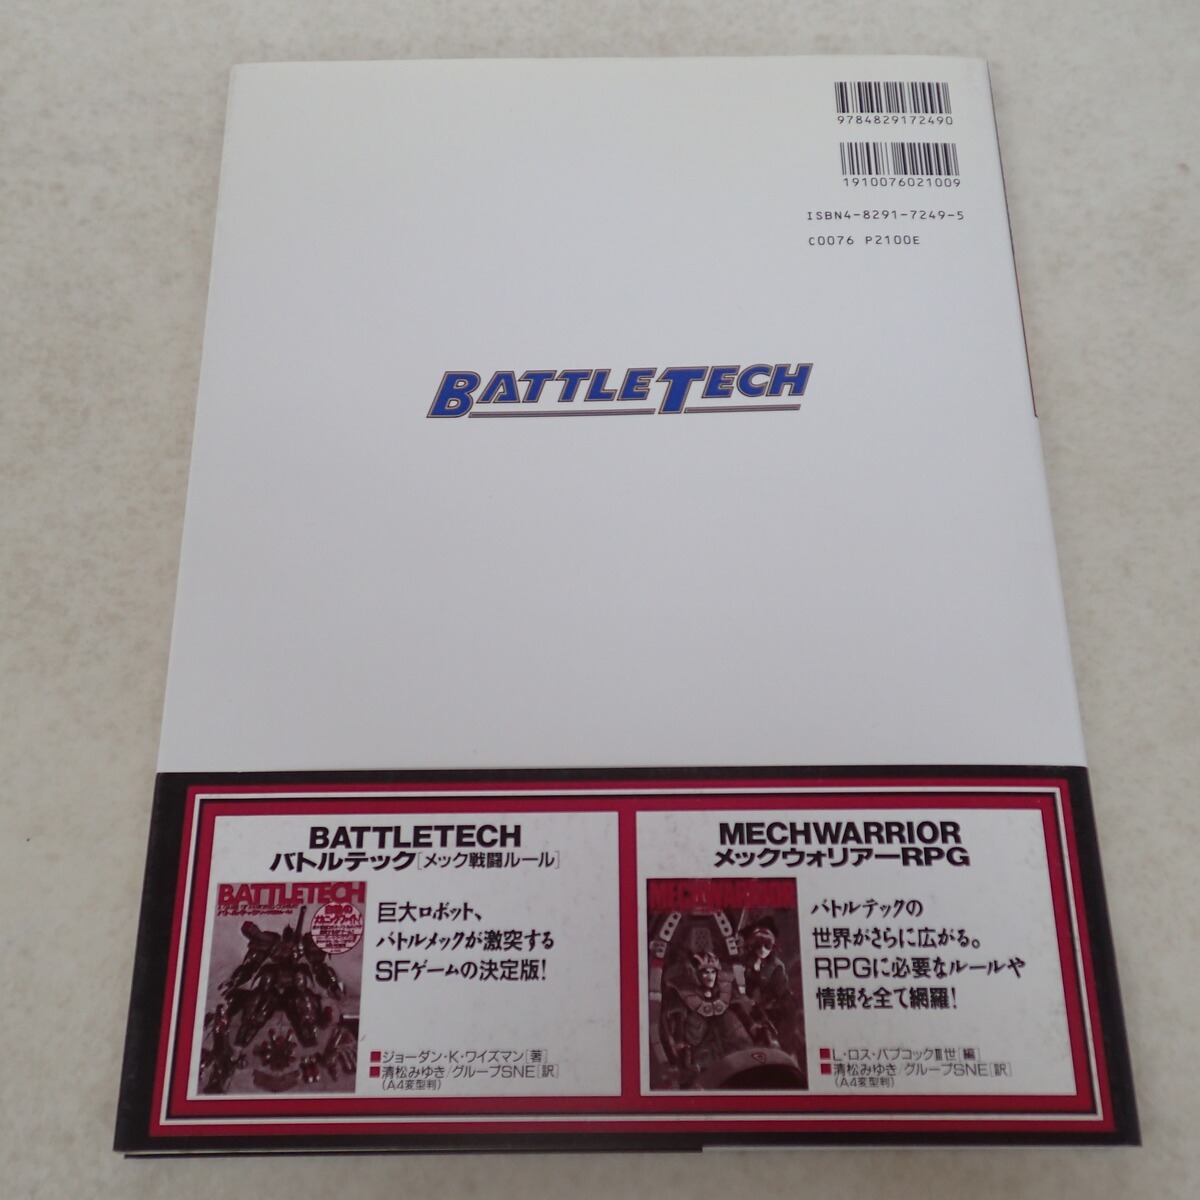 9784829172490
1910076021009
ISBN4-8291-7249-5
C0076 P2100E
BATTLETECH
BATTLETECH
バトルテック[メック戦闘ルール]
BATTLETECH
巨大ロボット、
バトルメックが激突する
SFゲームの決定版!
■ジョーダン・K・ワイズマン[著]
■清松みゆき/グループSNE[訳]
(A4変型判)
MECHWARRIOR
メックウォリアーRPG
MECHWARRIOR
バトルテックの
世界がさらに広がる。
RPGに必要なルールや
情報を全て網羅!
■L・ロス・バブコックⅢ世[編]
■清松みゆき/グループSNE[訳]
(A4変型判)